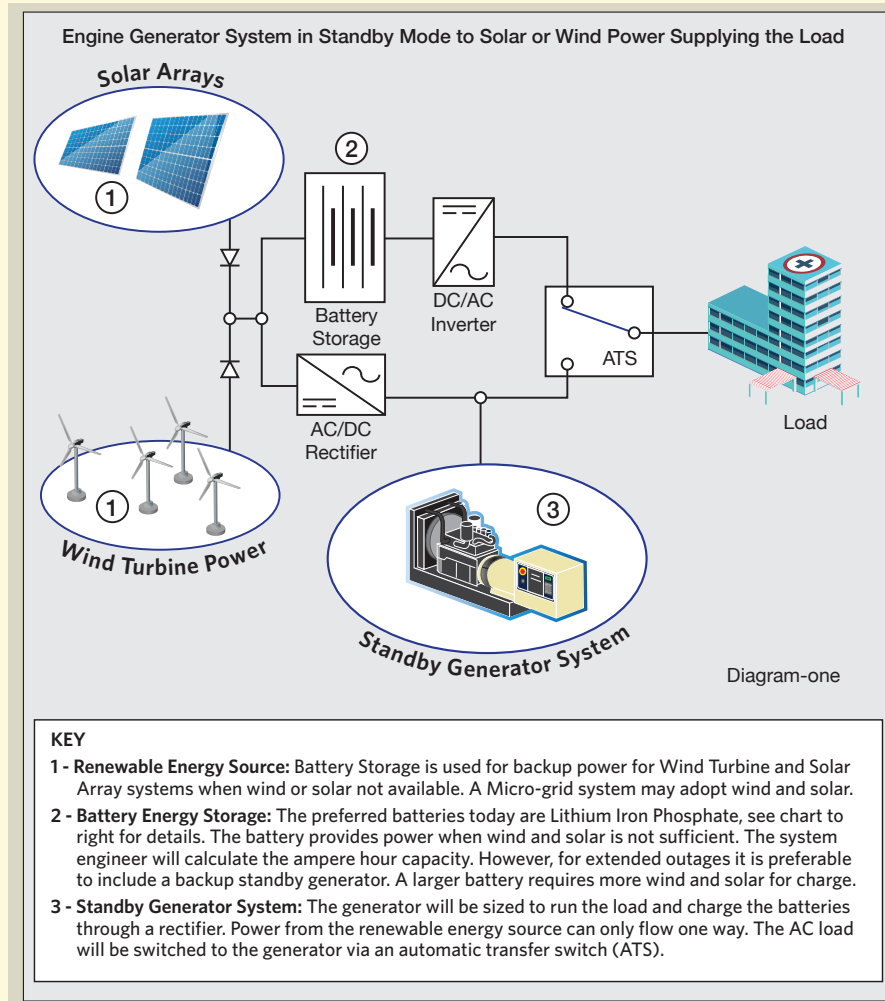 Engine Generator System in Standby Mode to Solar or Wind Power Supplying the Load
Solar Arrays
1
2
Battery
Storage
DC/AC
Inverter
ATS
Load
AC/DC
Rectifier
1
Wind Turbine Power
3
Standby Generator System
Diagram-one
KEY
1 - Renewable Energy Source: Battery Storage is used for backup power for Wind Turbine and Solar
Array systems when wind or solar not available. A Micro-grid system may adopt wind and solar.
2 - Battery Energy Storage: The preferred batteries today are Lithium Iron Phosphate, see chart to
right for details. The battery provides power when wind and solar is not sufficient. The system
engineer will calculate the ampere hour capacity. However, for extended outages it is preferable
to include a backup standby generator. A larger battery requires more wind and solar for charge.
3 - Standby Generator System: The generator will be sized to run the load and charge the batteries
through a rectifier. Power from the renewable energy source can only flow one way. The AC load
will be switched to the generator via an automatic transfer switch (ATS).